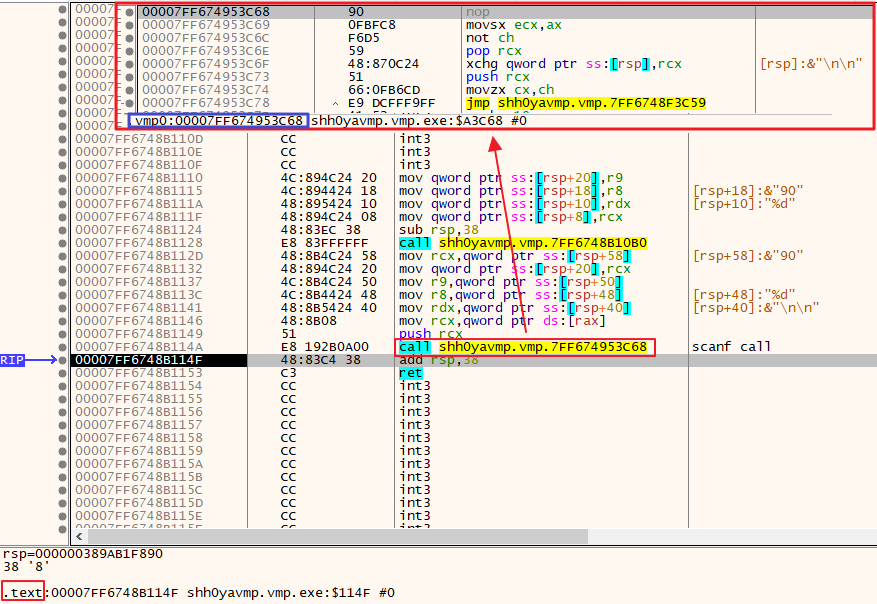 00007FF674953C68 90 nop
00007FF674953C69 0FBFC8 movsx ecx,ax
00007FF674953C6C F6D5 not ch
00007FF674953C6E 59 pop rcx
00007FF674953C6F 48:870C24 xchg qword ptr ss:[rsp],rcx [rsp]:&"\n\n"
00007FF674953C73 51 push rcx
00007FF674953C74 66:0FB6CD movzx cx,ch
00007FF674953C78 ^ E9 DCFFF9FF jmp shh0yavmp.vmp.7FF6748F3C59
.vmp0:00007FF674953C68 shh0yavmp.vmp.exe:$A3C68 #0
00007FF6748B110D CC int3
00007FF6748B110E CC int3
00007FF6748B110F CC int3
00007FF6748B1110 4C:894C24 20 mov qword ptr ss:[rsp+20],r9
00007FF6748B1115 4C:894424 18 mov qword ptr ss:[rsp+18],r8 [rsp+18]:&"90"
00007FF6748B111A 48:895424 10 mov qword ptr ss:[rsp+10],rdx [rsp+10]:"%d"
00007FF6748B111F 48:894C24 08 mov qword ptr ss:[rsp+8],rcx
00007FF6748B1124 48:83EC 38 sub rsp,38
00007FF6748B1128 E8 83FFFFFF call shh0yavmp.vmp.7FF6748B10B0
00007FF6748B112D 48:8B4C24 58 mov rcx,qword ptr ss:[rsp+58] [rsp+58]:&"90"
00007FF6748B1132 48:894C24 20 mov qword ptr ss:[rsp+20],rcx
00007FF6748B1137 4C:8B4C24 50 mov r9,qword ptr ss:[rsp+50]
00007FF6748B113C 4C:8B4424 48 mov r8,qword ptr ss:[rsp+48] [rsp+48]:"%d"
00007FF6748B1141 48:8B5424 40 mov rdx,qword ptr ss:[rsp+40] [rsp+40]:&"\n\n"
00007FF6748B1146 48:8B08 mov rcx,qword ptr ds:[rax]
00007FF6748B1149 51 push rcx
00007FF6748B114A E8 192B0A00 call shh0yavmp.vmp.7FF674953C68 scanf call
RIP 00007FF6748B114F 48:83C4 38 add rsp,38
00007FF6748B1153 C3 ret
00007FF6748B1154 CC int3
00007FF6748B1155 CC int3
00007FF6748B1156 CC int3
00007FF6748B1157 CC int3
00007FF6748B1158 CC int3
00007FF6748B1159 CC int3
00007FF6748B115A CC int3
00007FF6748B115B CC int3
00007FF6748B115C CC int3
00007FF6748B115D CC int3
00007FF6748B115E CC int3
rsp=000000389AB1F890
38 '8'
.text:00007FF6748B114F shh0yavmp.vmp.exe:$114F #0